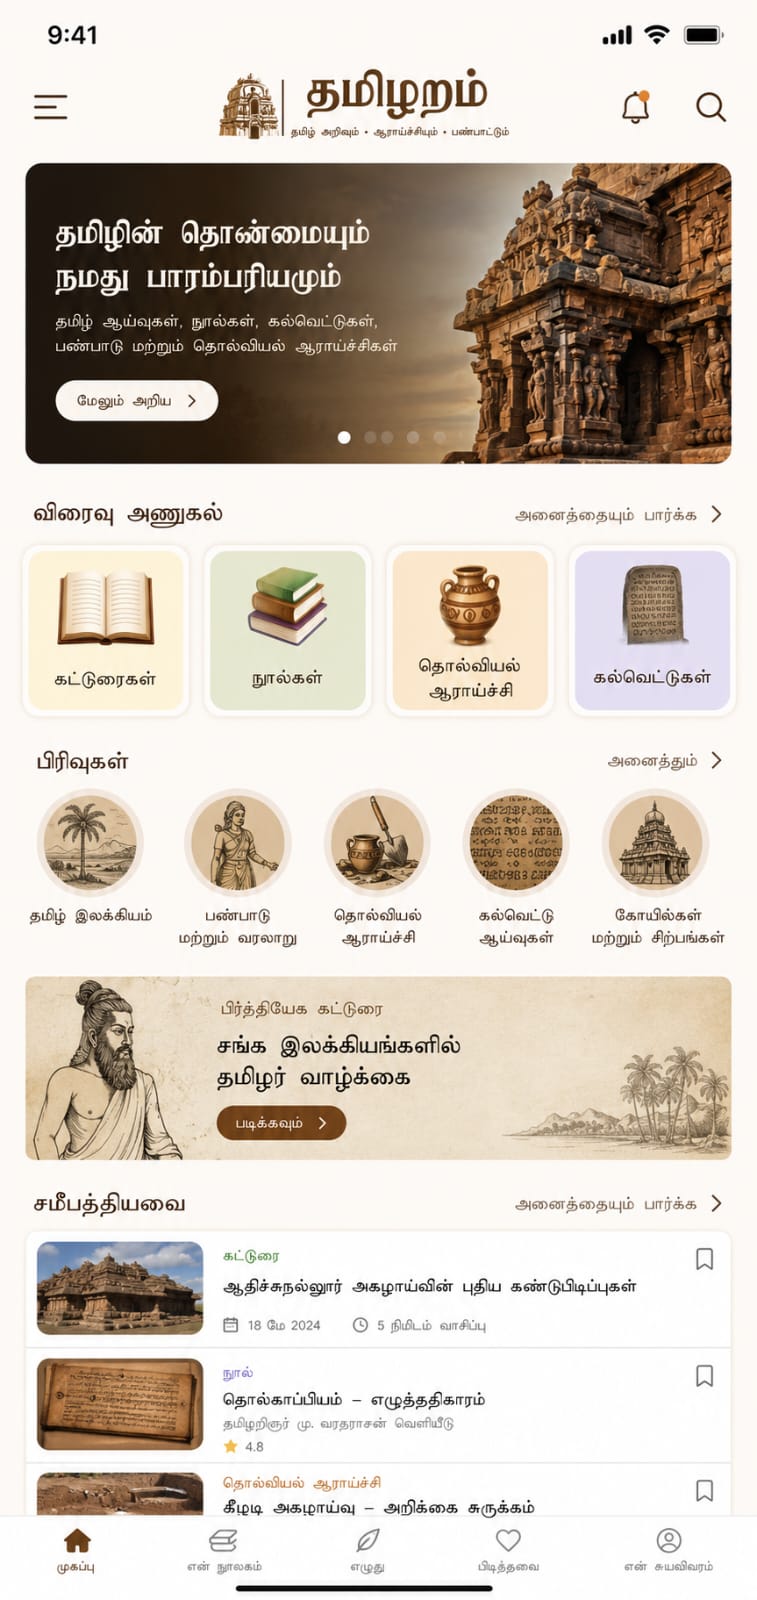 9:41
தமிழறம்
தமிழ் அறிவும் • ஆராய்ச்சியும் • பண்பாட்டும்
தமிழின் தொன்மையும்
நமது பாரம்பரியமும்
தமிழ் ஆய்வுகள், நூல்கள், கல்வெட்டுகள்,
பண்பாடு மற்றும் தொல்வியல் ஆராய்ச்சிகள்
மேலும் அறிய
விரைவு அணுகல்
அனைத்தையும் பார்க்க
கட்டுரைகள்
நூல்கள்
தொல்வியல்
ஆராய்ச்சி
கல்வெட்டுகள்
பிரிவுகள்
அனைத்தும்
தமிழ் இலக்கியம்
பண்பாடு
மற்றும் வரலாறு
தொல்வியல்
ஆராய்ச்சி
கல்வெட்டு
ஆய்வுகள்
கோயில்கள்
மற்றும் சிற்பங்கள்
பிரத்தியேக கட்டுரை
சங்க இலக்கியங்களில்
தமிழர் வாழ்க்கை
படிக்கவும்
சமீபத்தியவை
அனைத்தையும் பார்க்க
கட்டுரை
ஆதிச்சுநல்லூர் அகழாய்வின் புதிய கண்டுபிடிப்புகள்
18 மே 2024
5 நிமிடம் வாசிப்பு
நூல்
தொல்காப்பியம் – எழுத்ததிகாரம்
தமிழறிஞர் மு. வரதராசன் வெளியீடு
4.8
தொல்வியல் ஆராய்ச்சி
கீழடி அகழாய்வு – அறிக்கை சுருக்கம்
முகப்பு
என் நூலகம்
எழுது
பிடித்தவை
என் சுயவிவரம்